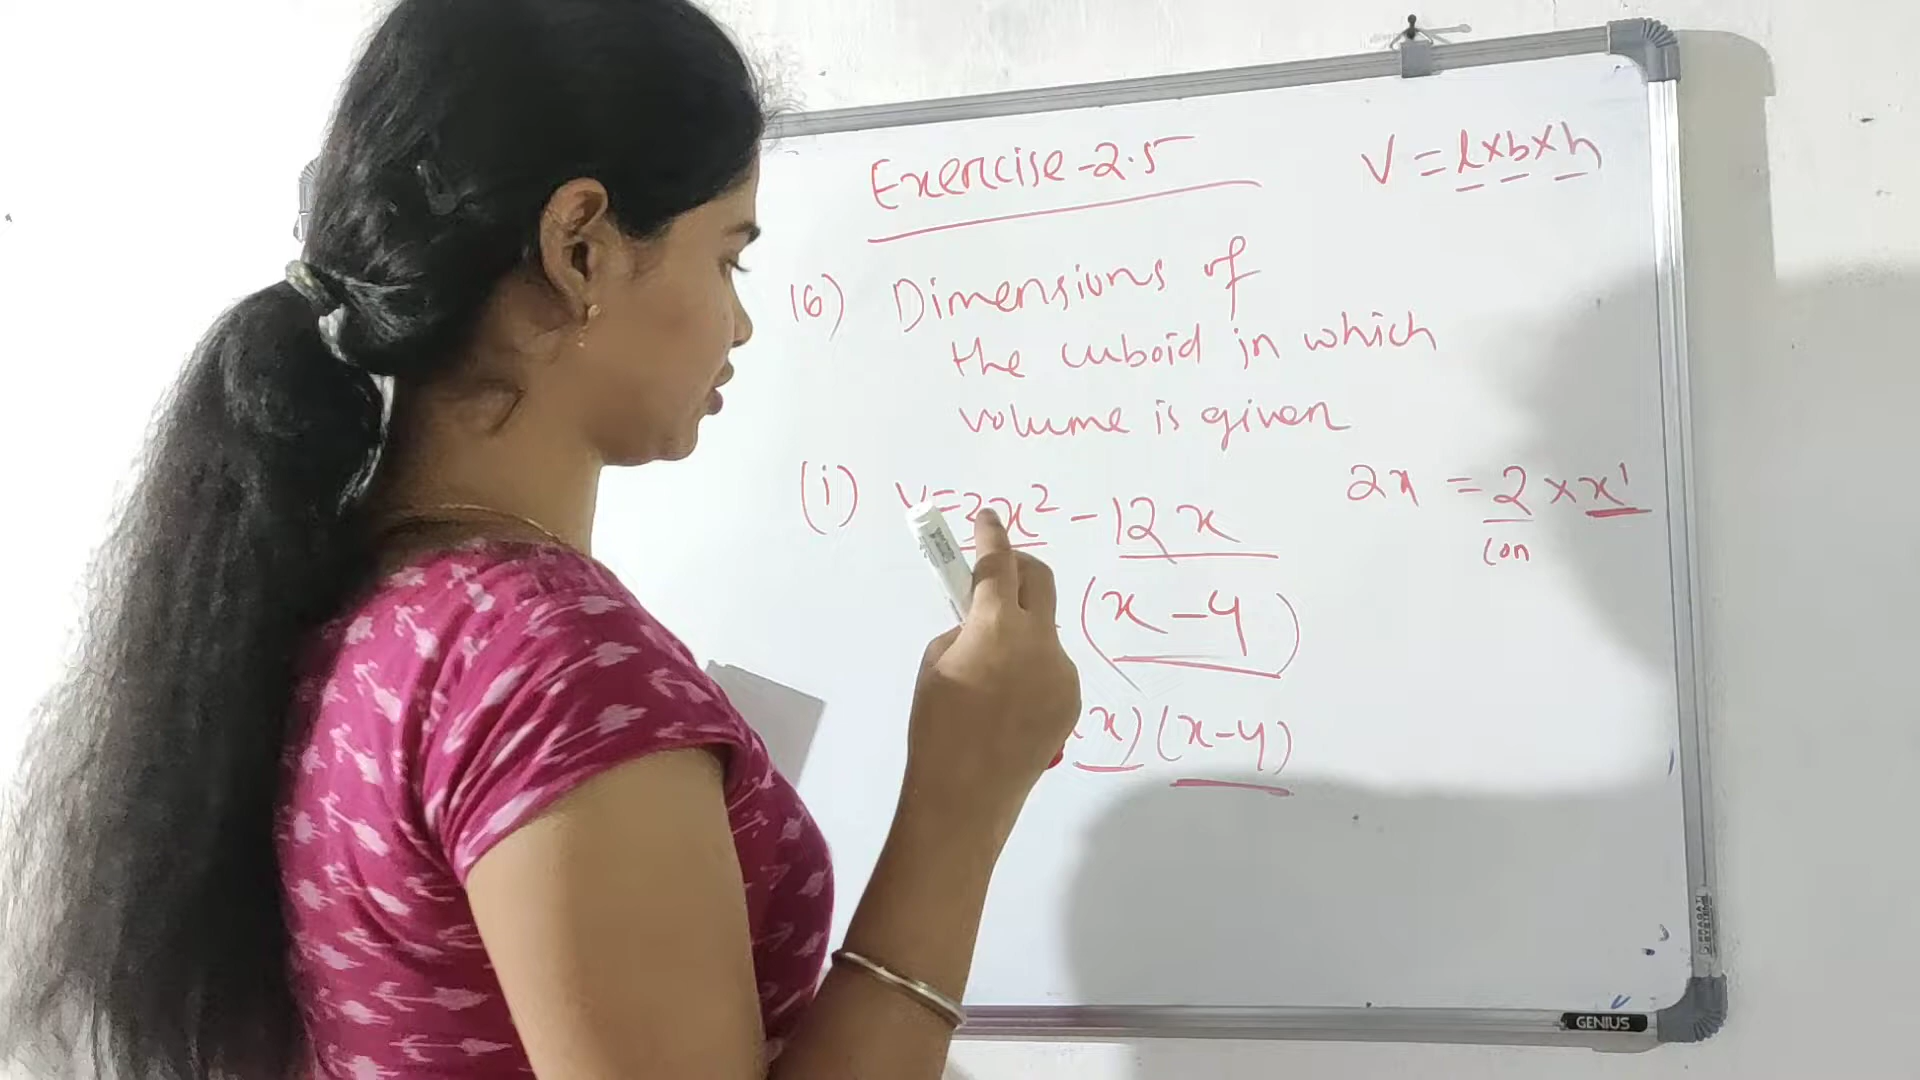 Exercise-2.5
V = l×b×h
16) Dimensions of
the cuboid in which
volume is given
(i) V=3x² - 12x
2x = 2 × x¹
con
(x-4)
x) (x-4)
GENIUS